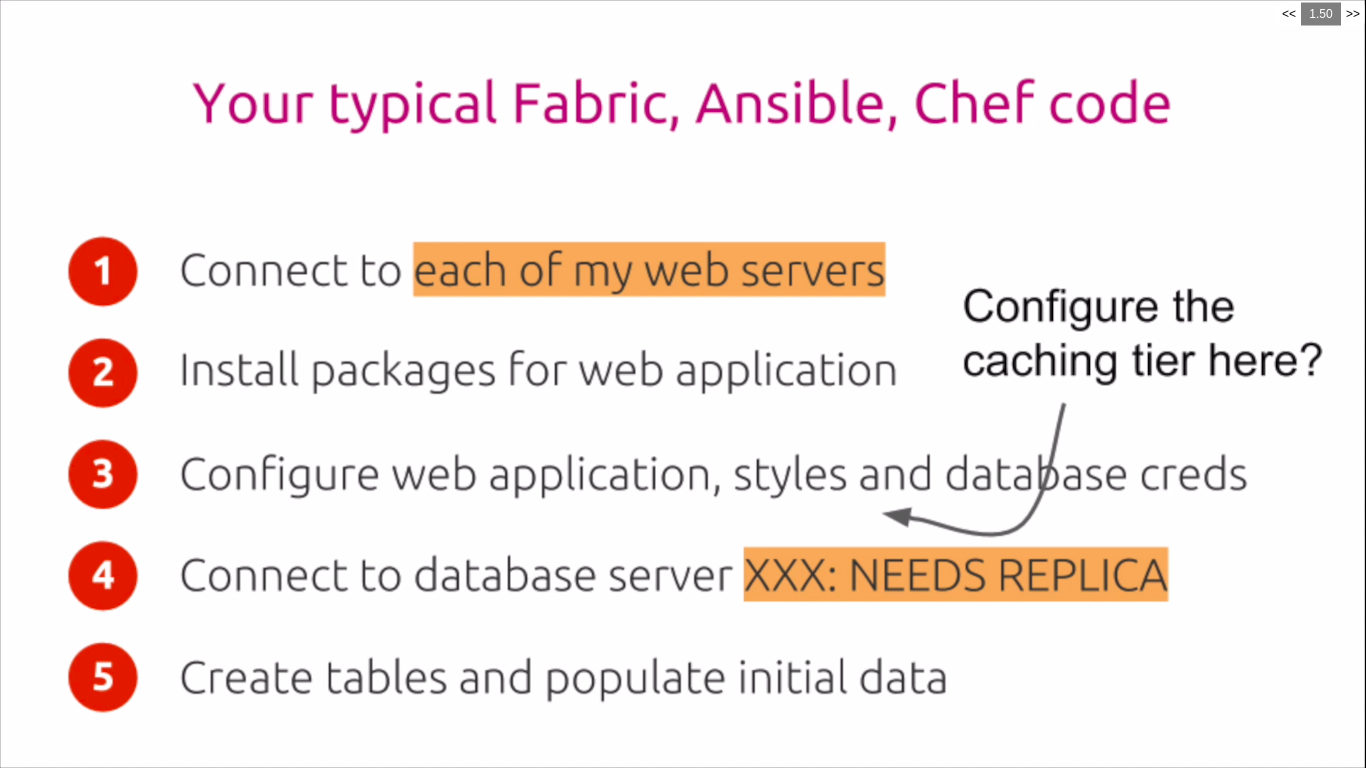 << 1.50 >>
Your typical Fabric, Ansible, Chef code
1 Connect to each of my web servers
Configure the
caching tier here?
2 Install packages for web application
3 Configure web application, styles and database creds
4 Connect to database server XXX: NEEDS REPLICA
5 Create tables and populate initial data